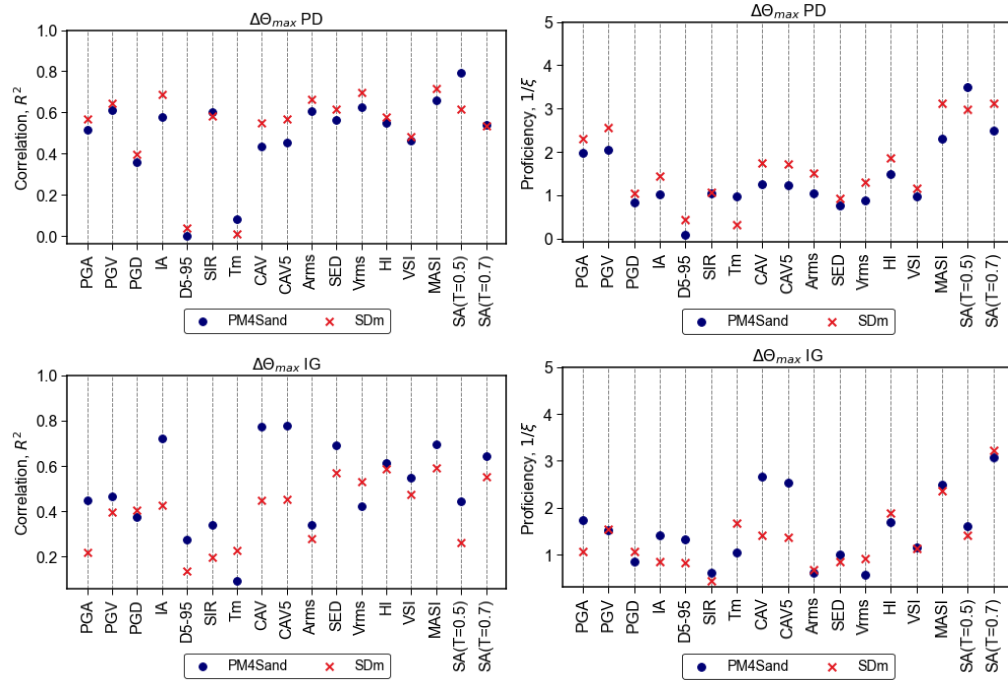 ΔΘmax PD
Correlation, R²
1.0
0.8
0.6
0.4
0.2
0.0
PGA
PGV
PGD
IA
D5-95
SIR
Tm
CAV
CAV5
Arms
SED
Vrms
HI
VSI
MASI
SA(T=0.5)
SA(T=0.7)
PM4Sand
SDm
ΔΘmax PD
Proficiency, 1/ξ
5
4
3
2
1
0
PGA
PGV
PGD
IA
D5-95
SIR
Tm
CAV
CAV5
Arms
SED
Vrms
HI
VSI
MASI
SA(T=0.5)
SA(T=0.7)
PM4Sand
SDm
ΔΘmax IG
Correlation, R²
1.0
0.8
0.6
0.4
0.2
PGA
PGV
PGD
IA
D5-95
SIR
Tm
CAV
CAV5
Arms
SED
Vrms
HI
VSI
MASI
SA(T=0.5)
SA(T=0.7)
PM4Sand
SDm
ΔΘmax IG
Proficiency, 1/ξ
5
4
3
2
1
PGA
PGV
PGD
IA
D5-95
SIR
Tm
CAV
CAV5
Arms
SED
Vrms
HI
VSI
MASI
SA(T=0.5)
SA(T=0.7)
PM4Sand
SDm